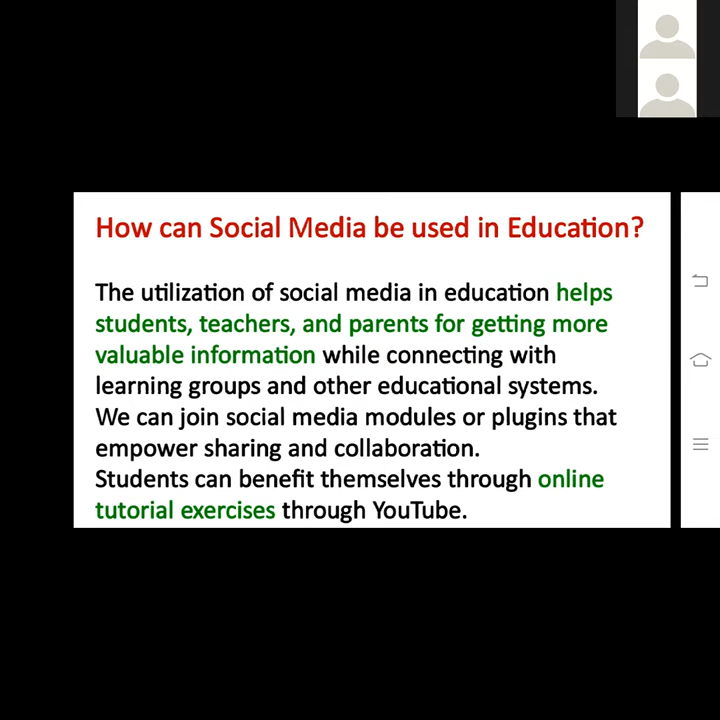 How can Social Media be used in Education?
The utilization of social media in education helps
students, teachers, and parents for getting more
valuable information while connecting with
learning groups and other educational systems.
We can join social media modules or plugins that
empower sharing and collaboration.
Students can benefit themselves through online
tutorial exercises through YouTube.